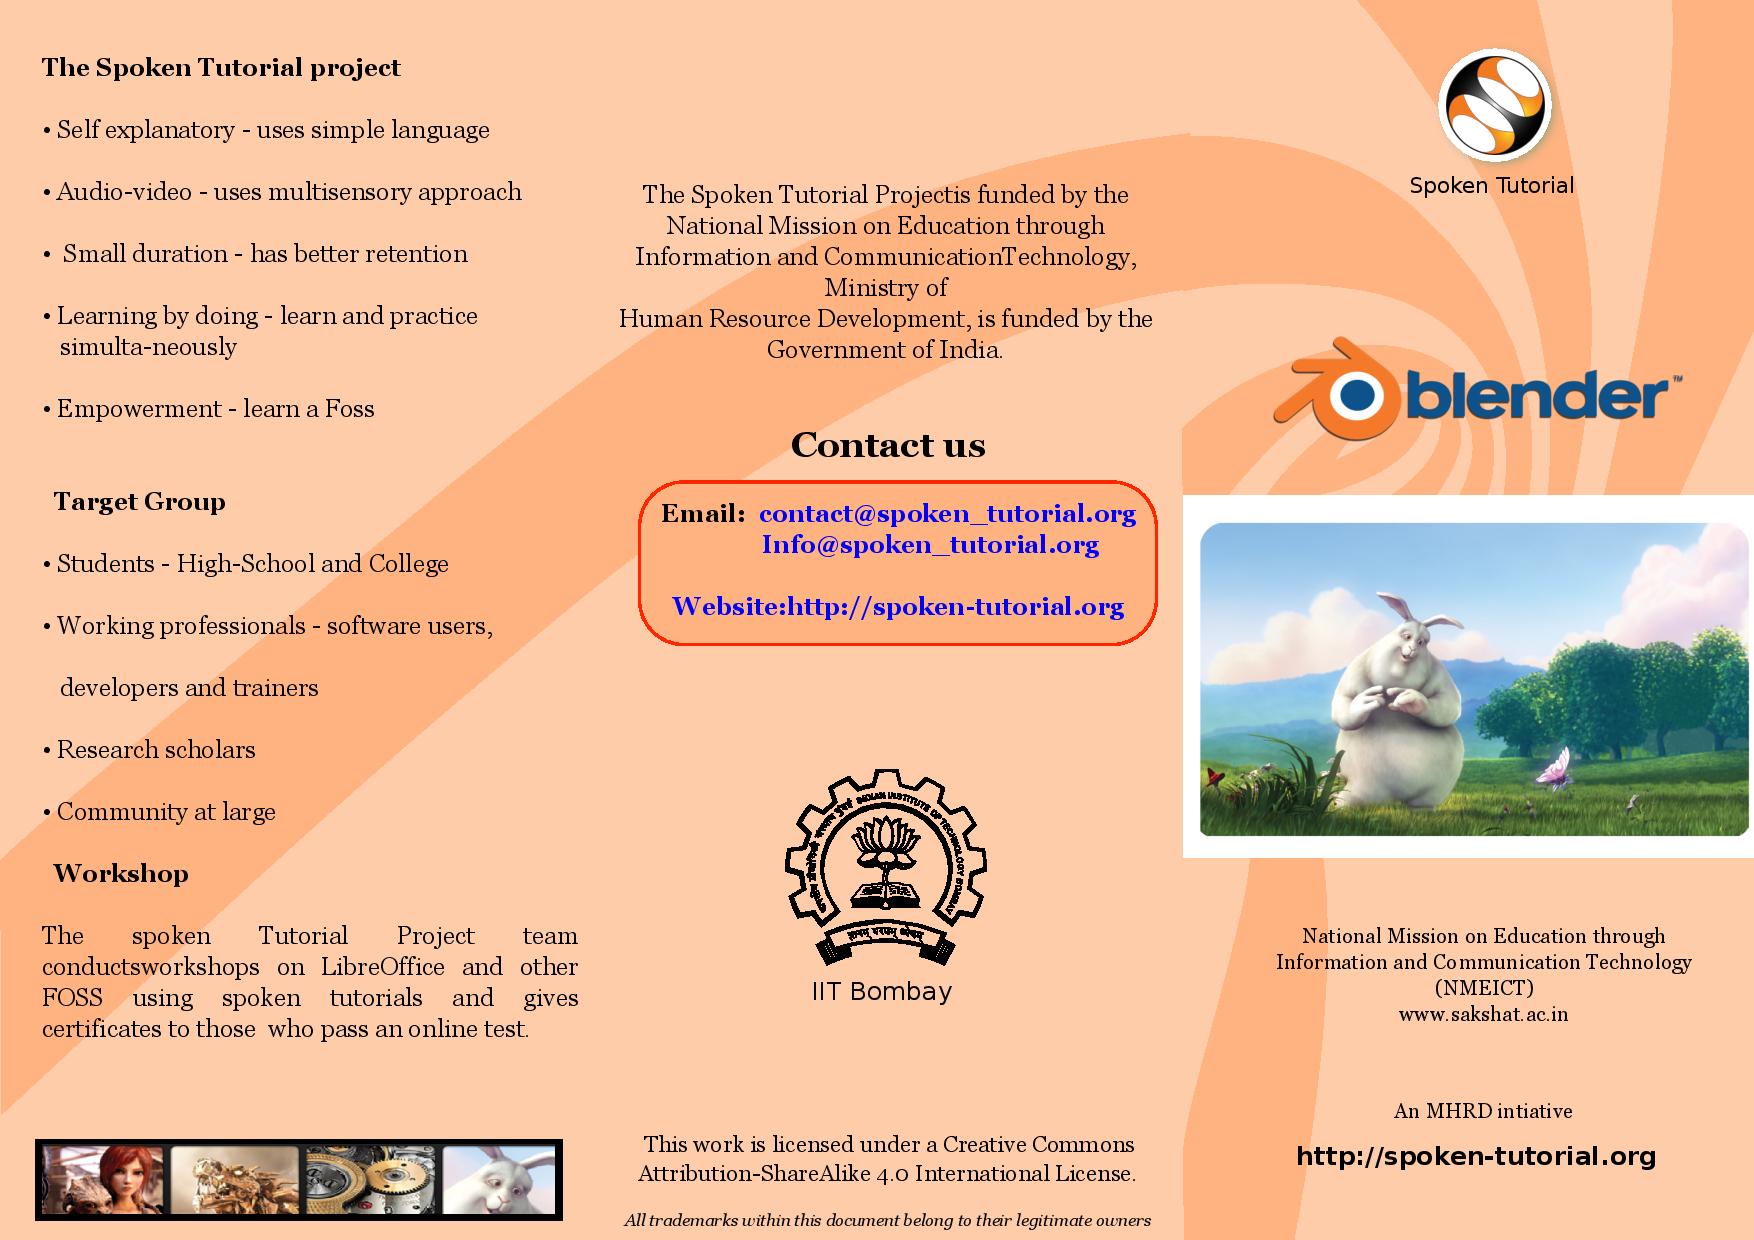 The Spoken Tutorial project
• Self explanatory - uses simple language
• Audio-video - uses multisensory approach
• Small duration - has better retention
• Learning by doing - learn and practice
simulta-neously
• Empowerment - learn a Foss
Target Group
• Students - High-School and College
• Working professionals - software users,
developers and trainers
• Research scholars
• Community at large
Workshop
The spoken Tutorial Project team
conductsworkshops on LibreOffice and other
FOSS using spoken tutorials and gives
certificates to those who pass an online test.
The Spoken Tutorial Projectis funded by the
National Mission on Education through
Information and CommunicationTechnology,
Ministry of
Human Resource Development, is funded by the
Government of India.
Contact us
Email: contact@spoken_tutorial.org
Info@spoken_tutorial.org
Website:http://spoken-tutorial.org
INDIAN INSTITUTE OF TECHNOLOGY BOMBAY
IIT Bombay
This work is licensed under a Creative Commons
Attribution-ShareAlike 4.0 International License.
All trademarks within this document belong to their legitimate owners
Spoken Tutorial
blender™
National Mission on Education through
Information and Communication Technology
(NMEICT)
www.sakshat.ac.in
An MHRD intiative
http://spoken-tutorial.org